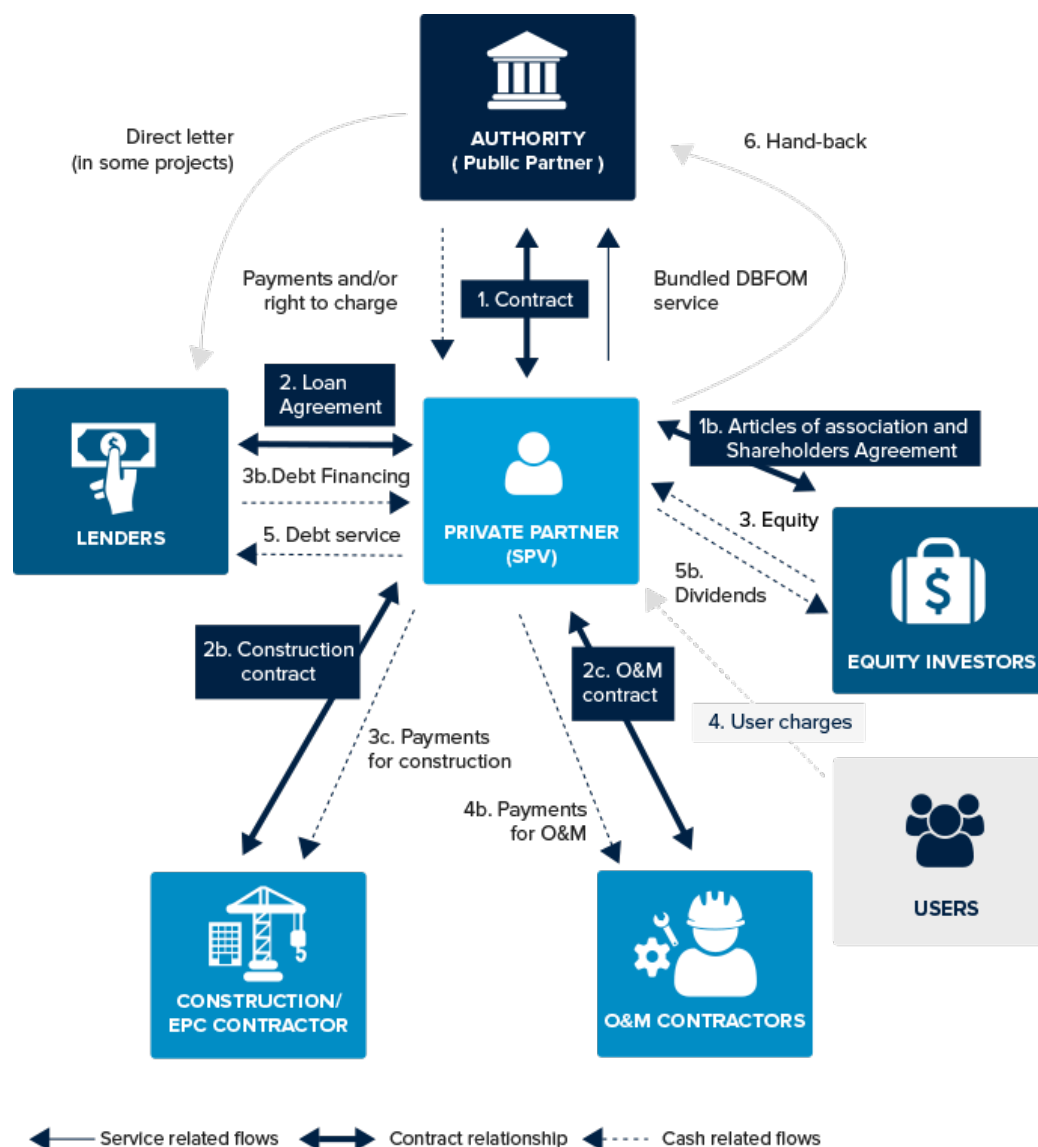 AUTHORITY
( Public Partner )
Direct letter
(in some projects)
6. Hand-back
Payments and/or
right to charge
1. Contract
Bundled DBFOM
service
2. Loan
Agreement
1b. Articles of association and
Shareholders Agreement
3b.Debt Financing
LENDERS
5. Debt service
PRIVATE PARTNER
(SPV)
3. Equity
5b.
Dividends
EQUITY INVESTORS
2b. Construction
contract
2c. O&M
contract
4. User charges
3c. Payments
for construction
4b. Payments
for O&M
USERS
CONSTRUCTION/
EPC CONTRACTOR
O&M CONTRACTORS
Service related flows
Contract relationship
Cash related flows